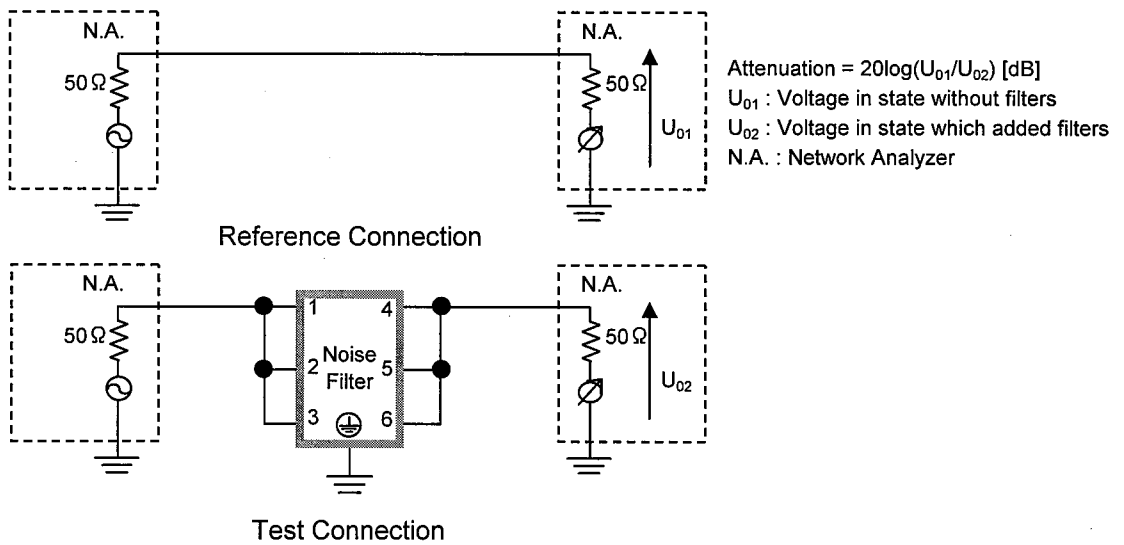 N.A.
50Ω
N.A.
50Ω
U01
Attenuation = 20log(U01/U02) [dB]
U01 : Voltage in state without filters
U02 : Voltage in state which added filters
N.A. : Network Analyzer
Reference Connection
N.A.
50Ω
1
2
3
Noise
Filter
4
5
6
N.A.
50Ω
U02
Test Connection